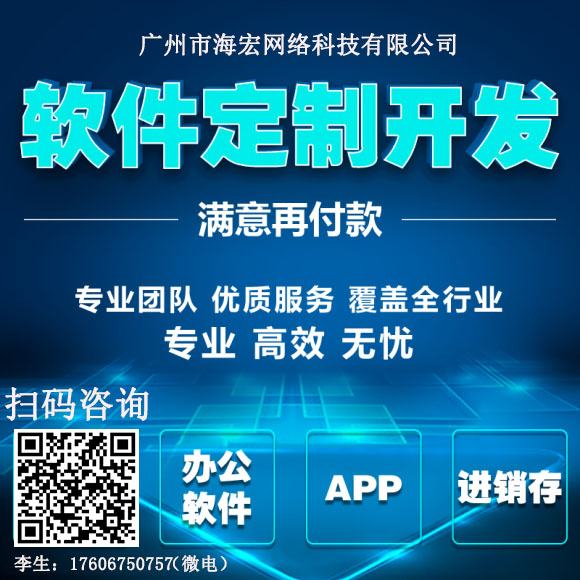 广州市海宏网络科技有限公司
软件定制开发
满意再付款
专业团队 优质服务 覆盖全行业
专业 高效 无忧
扫码咨询
办公
软件
APP
进销存
李生：17606750757（微电）